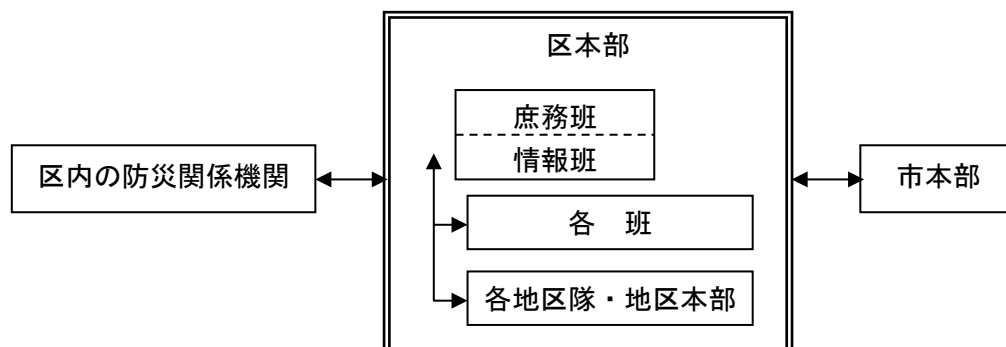 区本部
庶務班
情報班
区内の防災関係機関
市本部
各　班
各地区隊・地区本部